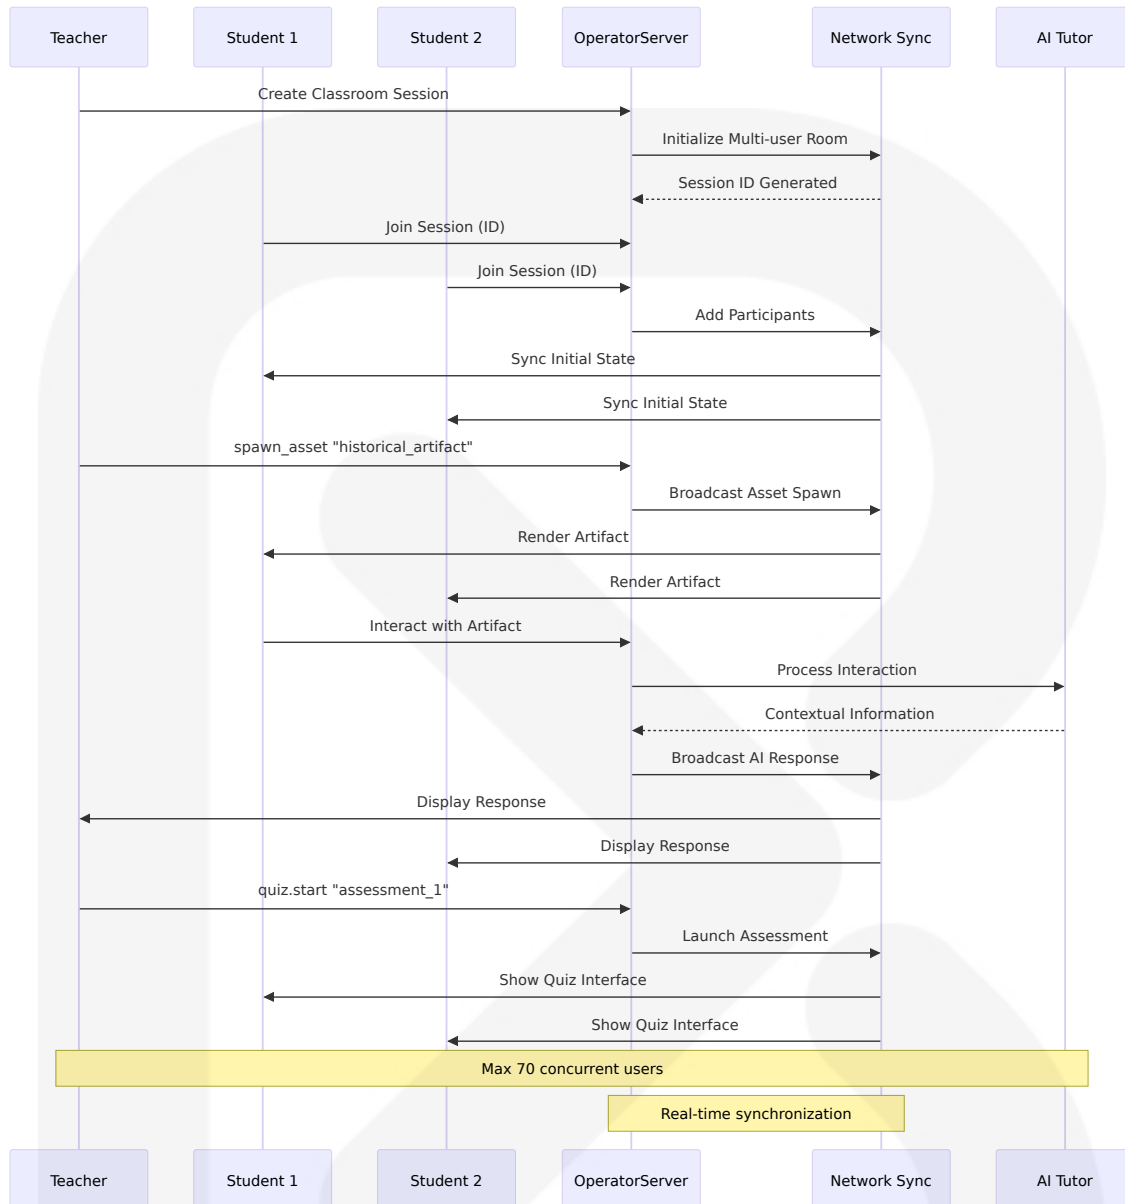 Teacher
Student 1
Student 2
OperatorServer
Network Sync
AI Tutor
Create Classroom Session
Initialize Multi-user Room
Session ID Generated
Join Session (ID)
Join Session (ID)
Add Participants
Sync Initial State
Sync Initial State
spawn_asset "historical_artifact"
Broadcast Asset Spawn
Render Artifact
Render Artifact
Interact with Artifact
Process Interaction
Contextual Information
Broadcast AI Response
Display Response
Display Response
quiz.start "assessment_1"
Launch Assessment
Show Quiz Interface
Show Quiz Interface
Max 70 concurrent users
Real-time synchronization
Teacher
Student 1
Student 2
OperatorServer
Network Sync
AI Tutor